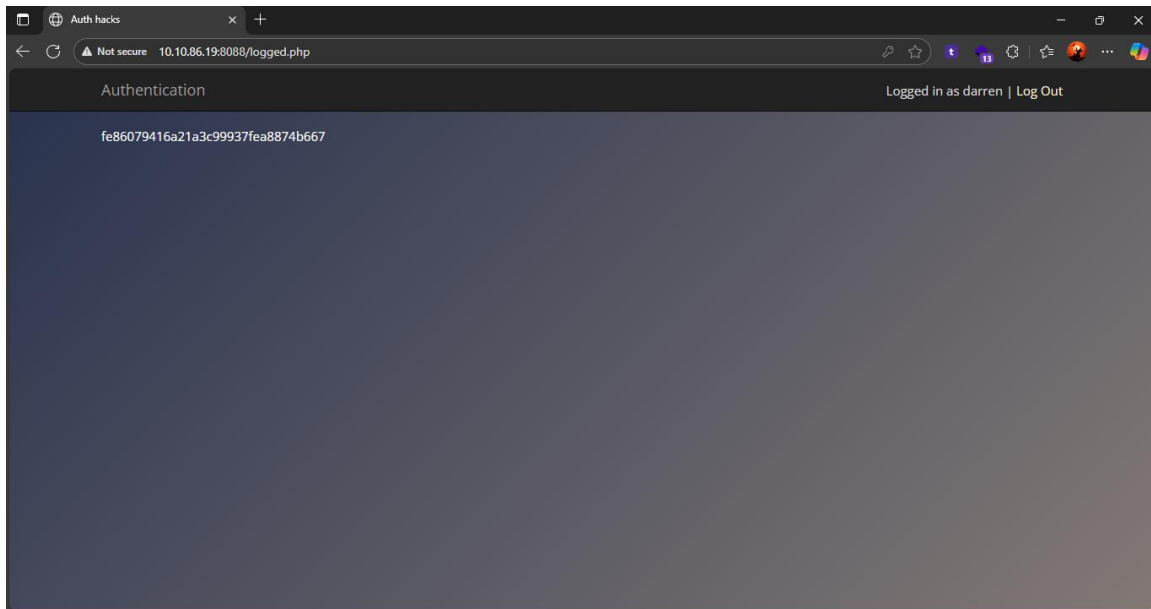 Auth hacks
Not secure 10.10.86.19:8088/logged.php
t
13
Authentication
Logged in as darren | Log Out
fe86079416a21a3c99937fea8874b667